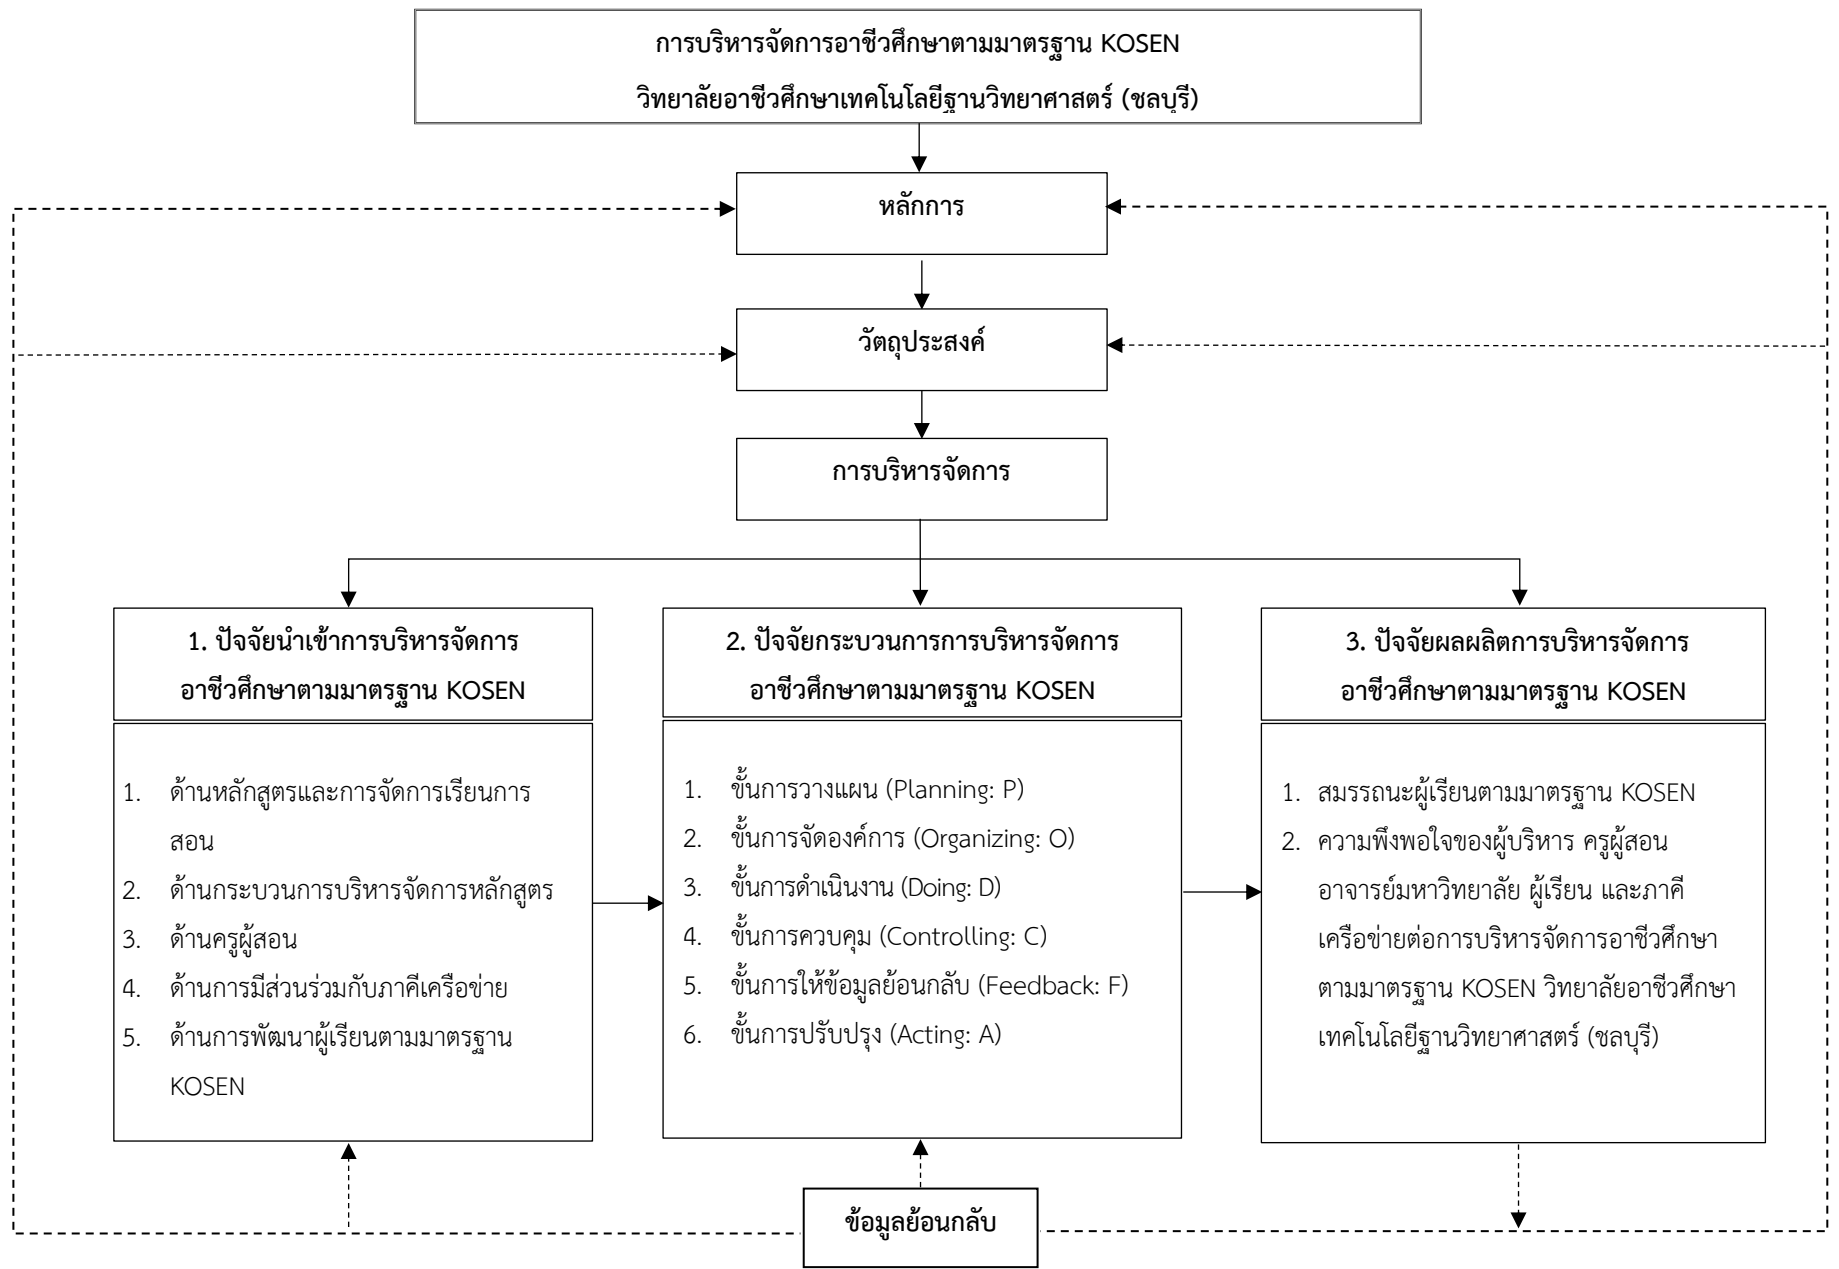 การบริหารจัดการอาชีวศึกษาตามมาตรฐาน KOSEN
วิทยาลัยอาชีวศึกษาเทคโนโลยีฐานวิทยาศาสตร์ (ชลบุรี)
หลักการ
วัตถุประสงค์
การบริหารจัดการ
1. ปัจจัยนำเข้าการบริหารจัดการ
อาชีวศึกษาตามมาตรฐาน KOSEN
1. ด้านหลักสูตรและการจัดการเรียนการ
สอน
2. ด้านกระบวนการบริหารจัดการหลักสูตร
3. ด้านครูผู้สอน
4. ด้านการมีส่วนร่วมกับภาคีเครือข่าย
5. ด้านการพัฒนาผู้เรียนตามมาตรฐาน
KOSEN
2. ปัจจัยกระบวนการการบริหารจัดการ
อาชีวศึกษาตามมาตรฐาน KOSEN
1. ขั้นการวางแผน (Planning: P)
2. ขั้นการจัดองค์การ (Organizing: O)
3. ขั้นการดำเนินงาน (Doing: D)
4. ขั้นการควบคุม (Controlling: C)
5. ขั้นการให้ข้อมูลย้อนกลับ (Feedback: F)
6. ขั้นการปรับปรุง (Acting: A)
3. ปัจจัยผลผลิตการบริหารจัดการ
อาชีวศึกษาตามมาตรฐาน KOSEN
1. สมรรถนะผู้เรียนตามมาตรฐาน KOSEN
2. ความพึงพอใจของผู้บริหาร ครูผู้สอน
อาจารย์มหาวิทยาลัย ผู้เรียน และภาคี
เครือข่ายต่อการบริหารจัดการอาชีวศึกษา
ตามมาตรฐาน KOSEN วิทยาลัยอาชีวศึกษา
เทคโนโลยีฐานวิทยาศาสตร์ (ชลบุรี)
ข้อมูลย้อนกลับ